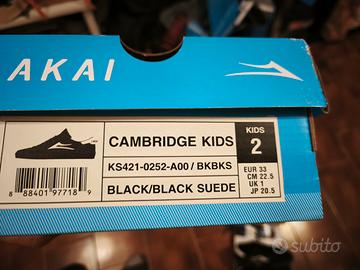 AKAI
CAMBRIDGE KIDS
KIDS
2
KS421-0252-A00 / BKBKS
EUR 33
CM 22.5
UK 1
JP 20.5
BLACK/BLACK SUEDE
8 88401 97718 9
subito